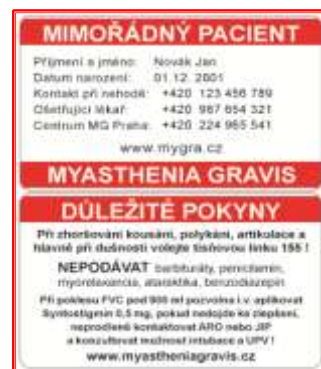 MIMOŘÁDNÝ PACIENT
Příjmení a jméno: Novák Jan
Datum narození: 01.12. 2001
Kontakt při nehodě: +420 123 456 789
Ošetřující lékař: +420 987 654 321
Centrum MG Praha: +420 224 965 541
www.mygra.cz
MYASTHENIA GRAVIS
DŮLEŽITÉ POKYNY
Při zhoršování kousání, polykání, artikulace a
hlavně při dušnosti volejte tísňovou linku 155 !
NEPODÁVAT barbituráty, penicilamin,
myorelaxancia, ataraktika, benzodiazepin
Při poklesu FVC pod 900 ml pozvolna i.v. aplikovat
Syntostigmin 0,5 mg, pokud nedojde ke zlepšení,
neprodleně kontaktovat ARO nebo JIP
a konzultovat možnost intubace a UPV !
www.myastheniagravis.cz